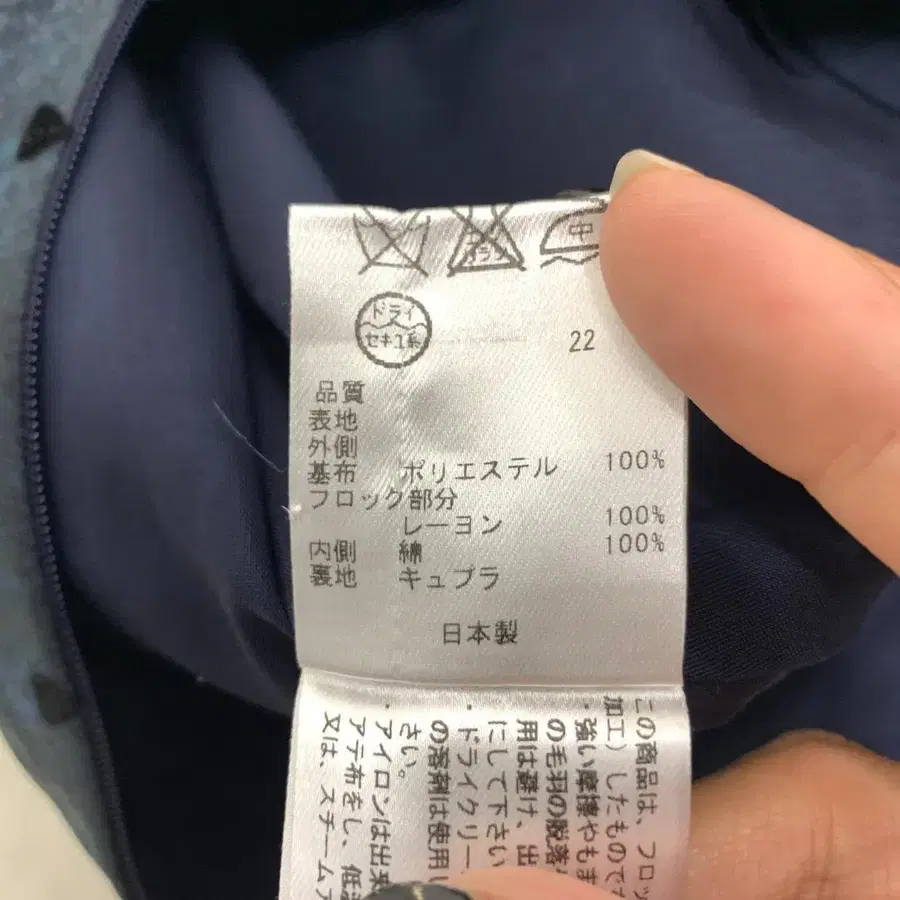 中
ドライ
セキユ系
22
品質
表地
外側
基布 ポリエステル 100%
フロック部分
レーヨン 100%
内側 綿 100%
裏地 キュプラ
日本製
この商品は、フロッ
加工）したものです
・強い摩擦やもま
の毛羽の脱落
用は避け、出
にして下さい
・ドライクリー
の溶剤は使用し
さい。
アイロンは出来
アテ布をし、低温
又は、スチームア